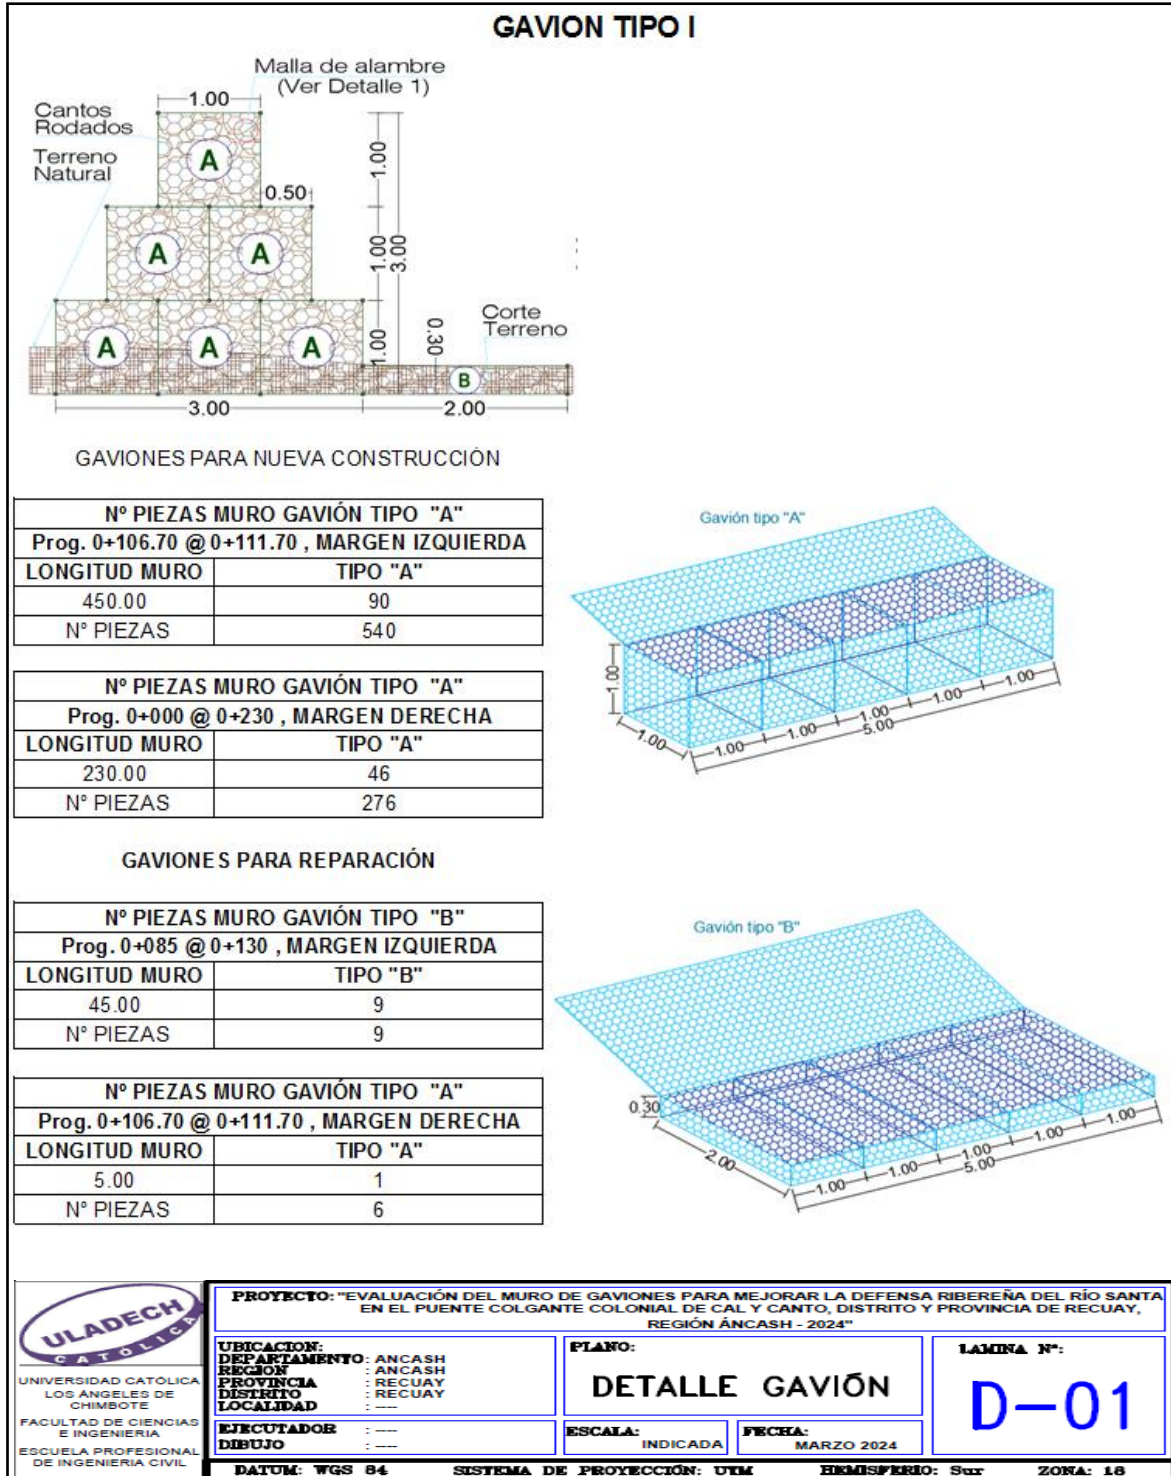 GAVION TIPO I
Malla de alambre
(Ver Detalle 1)
1.00
Cantos
Rodados
Terreno
Natural
A
1.00
0.50
A
A
1.00
3.00
Corte
Terreno
A
A
A
1.00
0.30
B
3.00
2.00
GAVIONES PARA NUEVA CONSTRUCCIÓN
Nº PIEZAS MURO GAVIÓN TIPO "A"
Prog. 0+106.70 @ 0+111.70 , MARGEN IZQUIERDA
LONGITUD MURO TIPO "A"
450.00 90
N° PIEZAS 540
Nº PIEZAS MURO GAVIÓN TIPO "A"
Prog. 0+000 @ 0+230 , MARGEN DERECHA
LONGITUD MURO TIPO "A"
230.00 46
N° PIEZAS 276
Gavión tipo "A"
1.00
1.00
1.00
1.00
1.00
1.00
1.00
5.00
GAVIONES PARA REPARACIÓN
Nº PIEZAS MURO GAVIÓN TIPO "B"
Prog. 0+085 @ 0+130 , MARGEN IZQUIERDA
LONGITUD MURO TIPO "B"
45.00 9
N° PIEZAS 9
Nº PIEZAS MURO GAVIÓN TIPO "A"
Prog. 0+106.70 @ 0+111.70 , MARGEN DERECHA
LONGITUD MURO TIPO "A"
5.00 1
N° PIEZAS 6
Gavión tipo "B"
0.30
2.00
1.00
1.00
1.00
1.00
1.00
5.00
ULADECH
CATÓLICA
UNIVERSIDAD CATÓLICA
LOS ÁNGELES DE
CHIMBOTE
FACULTAD DE CIENCIAS
E INGENIERIA
ESCUELA PROFESIONAL
DE INGENIERIA CIVIL
PROYECTO: "EVALUACIÓN DEL MURO DE GAVIONES PARA MEJORAR LA DEFENSA RIBEREÑA DEL RÍO SANTA
EN EL PUENTE COLGANTE COLONIAL DE CAL Y CANTO, DISTRITO Y PROVINCIA DE RECUAY,
REGIÓN ÁNCASH - 2024"
UBICACION:
DEPARTAMENTO : ANCASH
REGION : ANCASH
PROVINCIA : RECUAY
DISTRITO : RECUAY
LOCALIDAD : ----
EJECUTADOR : ----
DIBUJO : ----
PLANO:
DETALLE GAVIÓN
ESCALA:
INDICADA
FECHA:
MARZO 2024
LAMINA Nº:
D-01
DATUM: WGS 84 SISTEMA DE PROYECCIÓN: UTM HEMISFERIO: Sur ZONA: 18